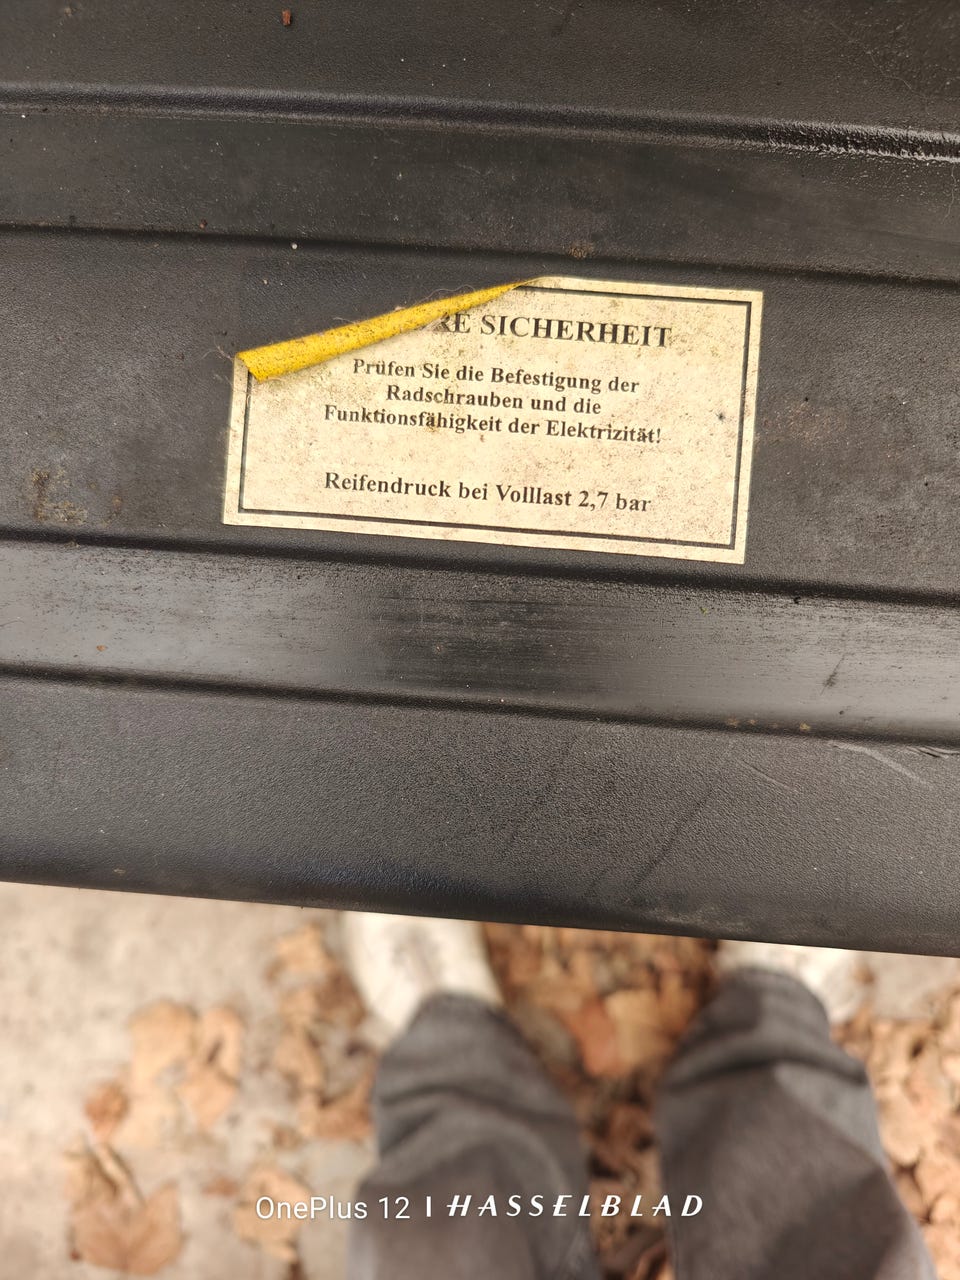 RE SICHERHEIT
Prüfen Sie die Befestigung der
Radschrauben und die
Funktionsfähigkeit der Elektrizität!
Reifendruck bei Volllast 2,7 bar
OnePlus 12 | HASSELBLAD